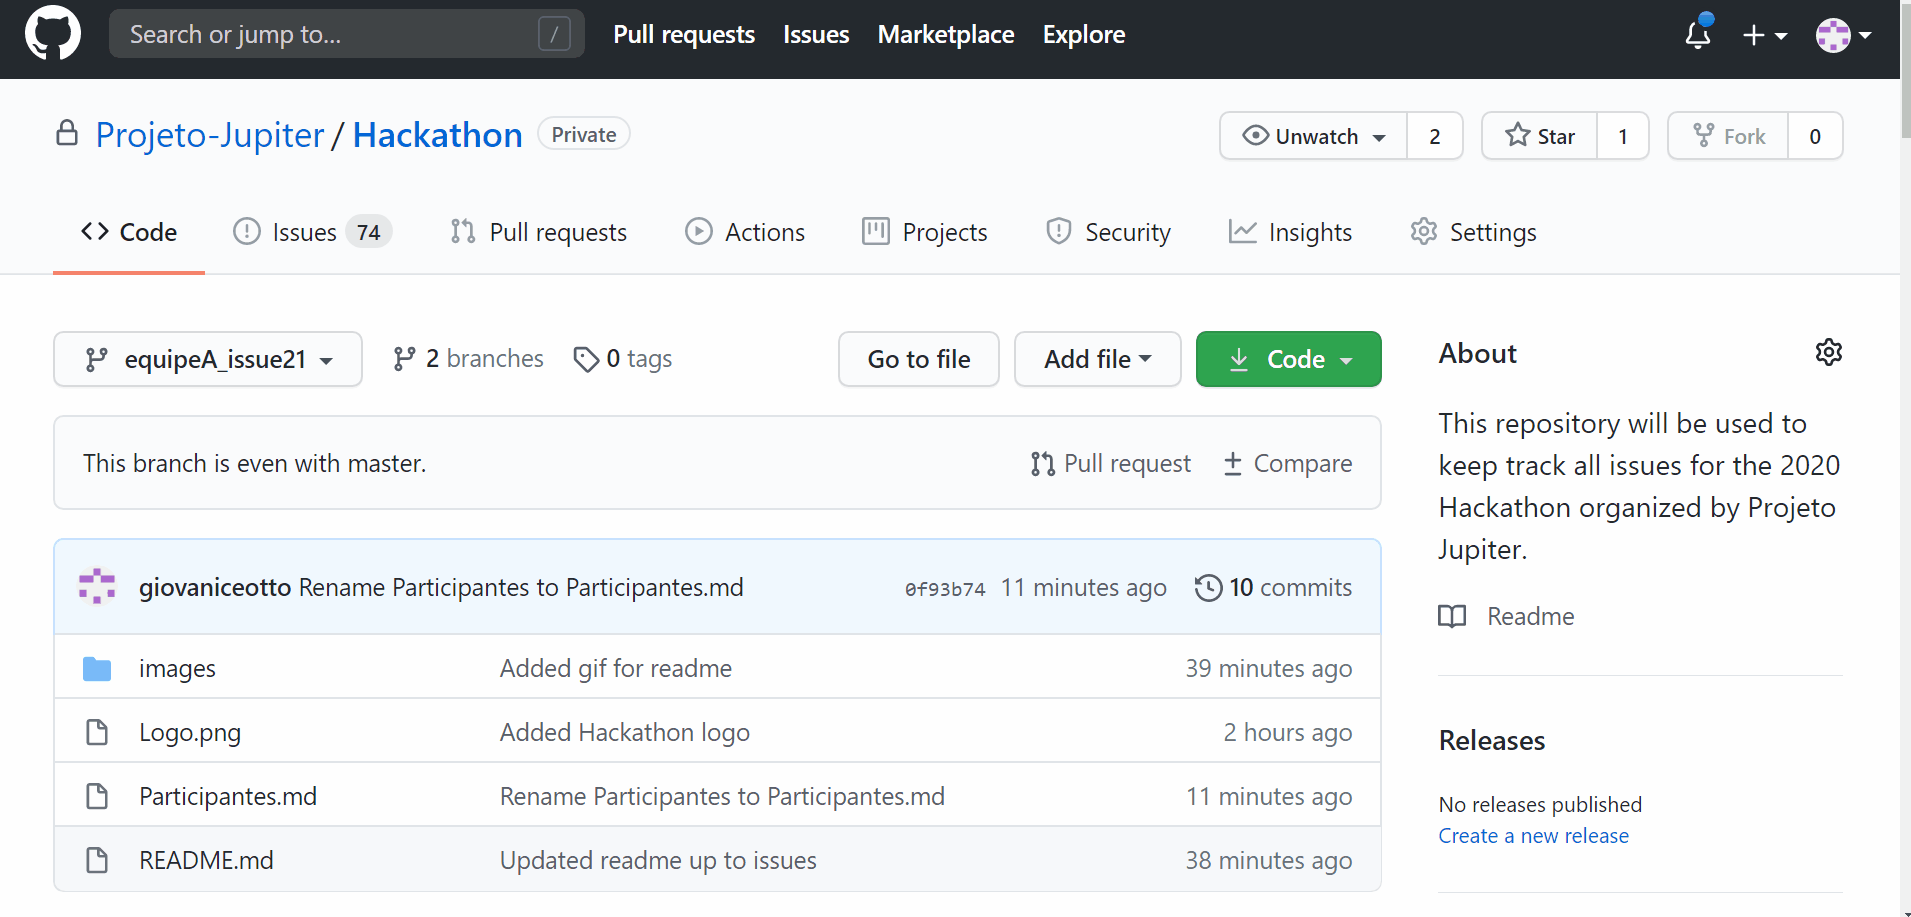 Search or jump to... /
Pull requests Issues Marketplace Explore
Projeto-Jupiter / Hackathon Private
Unwatch 2 Star 1 Fork 0
Code Issues 74 Pull requests Actions Projects Security Insights Settings
equipeA_issue21 2 branches 0 tags Go to file Add file Code
This branch is even with master. Pull request Compare
giovaniceotto Rename Participantes to Participantes.md 0f93b74 11 minutes ago 10 commits
images Added gif for readme 39 minutes ago
Logo.png Added Hackathon logo 2 hours ago
Participantes.md Rename Participantes to Participantes.md 11 minutes ago
README.md Updated readme up to issues 38 minutes ago
About
This repository will be used to
keep track all issues for the 2020
Hackathon organized by Projeto
Jupiter.
Readme
Releases
No releases published
Create a new release